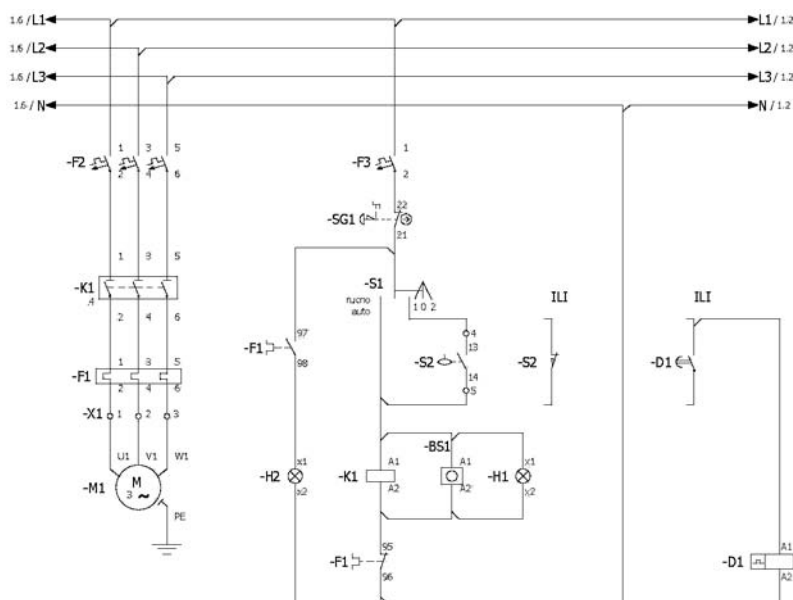 1.6 / L1 L1 / 1.2
1.6 / L2 L2 / 1.2
1.6 / L3 L3 / 1.2
1.6 / N N / 1.2
-F2 1 3 5
2 4 6
-F3 1
2
-SG1 22
21
-K1 1 3 5
.4
2 4 6
-S1
rucno
auto
1 0 2
ILI
ILI
-F1 97
98
4
-S2 13
14
5
-S2
-D1
-F1 1 3 5
2 4 6
-X1 1 2 3
U1 V1 W1
-M1 M
3 ~
PE
-H2 x1
x2
-K1 A1
A2
-BS1
A1
A2
-H1 x1
x2
-F1 95
96
-D1 A1
A2